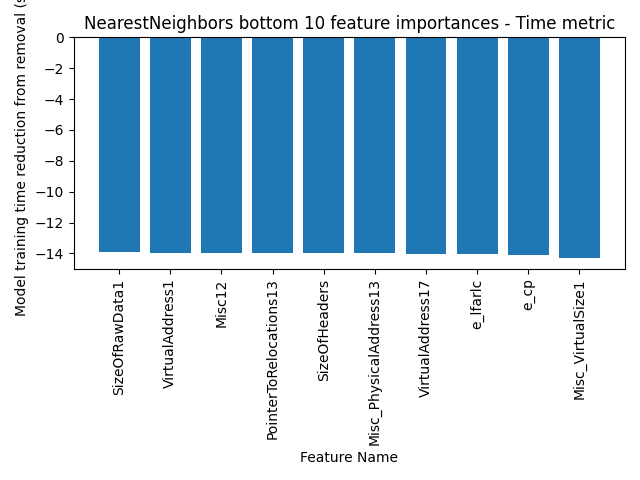 NearestNeighbors bottom 10 feature importances - Time metric
Model training time reduction from removal (s
0
−2
−4
−6
−8
−10
−12
−14
SizeOfRawData1
VirtualAddress1
Misc12
PointerToRelocations13
SizeOfHeaders
Misc_PhysicalAddress13
VirtualAddress17
e_lfarlc
e_cp
Misc_VirtualSize1
Feature Name